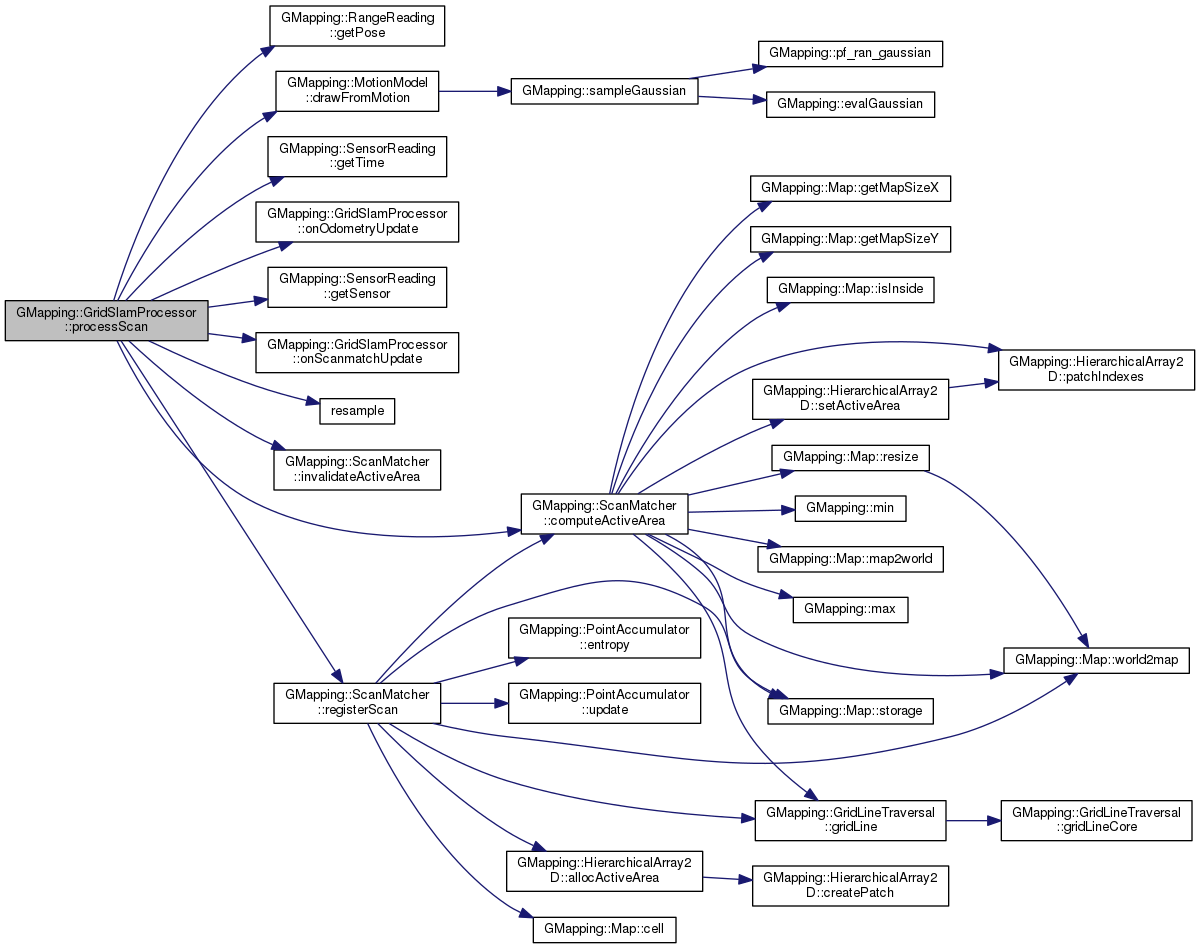 GMapping::RangeReading
::getPose
GMapping::MotionModel
::drawFromMotion
GMapping::sampleGaussian
GMapping::pf_ran_gaussian
GMapping::evalGaussian
GMapping::SensorReading
::getTime
GMapping::GridSlamProcessor
::onOdometryUpdate
GMapping::SensorReading
::getSensor
GMapping::GridSlamProcessor
::processScan
GMapping::GridSlamProcessor
::onScanmatchUpdate
resample
GMapping::ScanMatcher
::invalidateActiveArea
GMapping::Map::getMapSizeX
GMapping::Map::getMapSizeY
GMapping::Map::isInside
GMapping::HierarchicalArray2
D::patchIndexes
GMapping::HierarchicalArray2
D::setActiveArea
GMapping::Map::resize
GMapping::ScanMatcher
::computeActiveArea
GMapping::min
GMapping::Map::map2world
GMapping::max
GMapping::PointAccumulator
::entropy
GMapping::Map::world2map
GMapping::ScanMatcher
::registerScan
GMapping::PointAccumulator
::update
GMapping::Map::storage
GMapping::GridLineTraversal
::gridLine
GMapping::GridLineTraversal
::gridLineCore
GMapping::HierarchicalArray2
D::allocActiveArea
GMapping::HierarchicalArray2
D::createPatch
GMapping::Map::cell